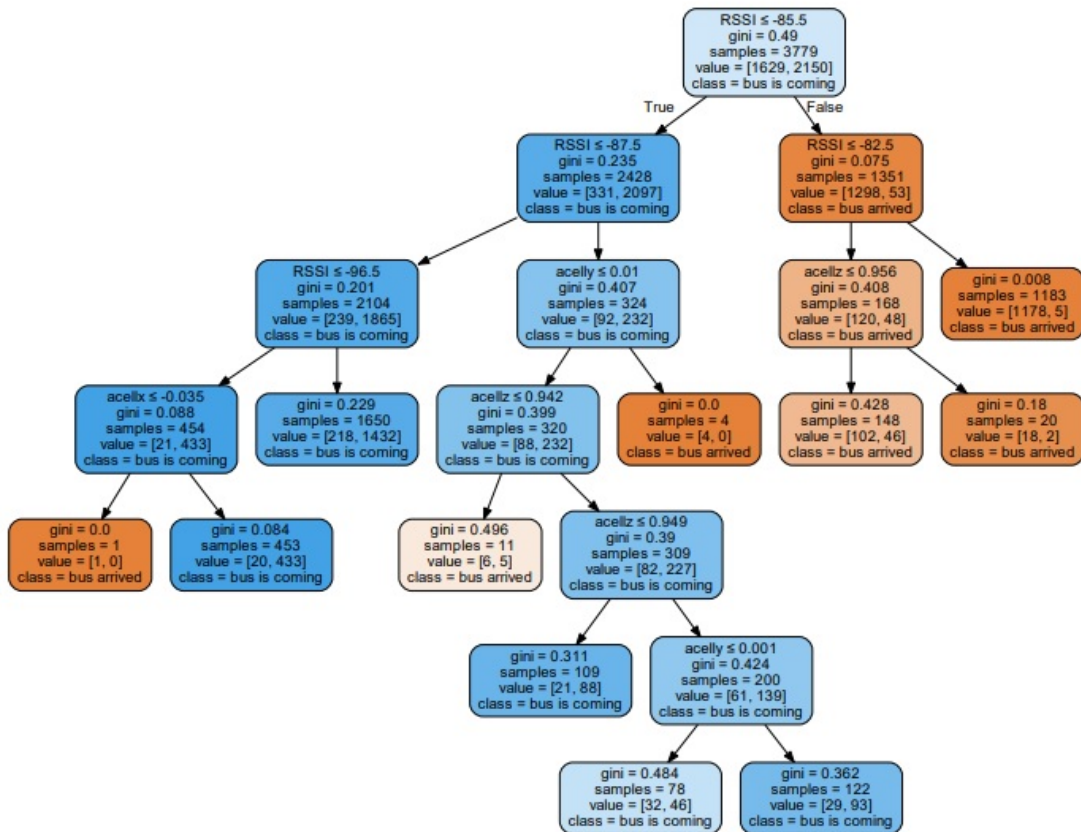 RSSI ≤ -85.5
gini = 0.49
samples = 3779
value = [1629, 2150]
class = bus is coming
True
False
RSSI ≤ -87.5
gini = 0.235
samples = 2428
value = [331, 2097]
class = bus is coming
RSSI ≤ -82.5
gini = 0.075
samples = 1351
value = [1298, 53]
class = bus arrived
RSSI ≤ -96.5
gini = 0.201
samples = 2104
value = [239, 1865]
class = bus is coming
acelly ≤ 0.01
gini = 0.407
samples = 324
value = [92, 232]
class = bus is coming
acellz ≤ 0.956
gini = 0.408
samples = 168
value = [120, 48]
class = bus arrived
gini = 0.008
samples = 1183
value = [1178, 5]
class = bus arrived
acellx ≤ -0.035
gini = 0.088
samples = 454
value = [21, 433]
class = bus is coming
gini = 0.229
samples = 1650
value = [218, 1432]
class = bus is coming
acellz ≤ 0.942
gini = 0.399
samples = 320
value = [88, 232]
class = bus is coming
gini = 0.0
samples = 4
value = [4, 0]
class = bus arrived
gini = 0.428
samples = 148
value = [102, 46]
class = bus arrived
gini = 0.18
samples = 20
value = [18, 2]
class = bus arrived
gini = 0.0
samples = 1
value = [1, 0]
class = bus arrived
gini = 0.084
samples = 453
value = [20, 433]
class = bus is coming
gini = 0.496
samples = 11
value = [6, 5]
class = bus arrived
acellz ≤ 0.949
gini = 0.39
samples = 309
value = [82, 227]
class = bus is coming
gini = 0.311
samples = 109
value = [21, 88]
class = bus is coming
acelly ≤ 0.001
gini = 0.424
samples = 200
value = [61, 139]
class = bus is coming
gini = 0.484
samples = 78
value = [32, 46]
class = bus is coming
gini = 0.362
samples = 122
value = [29, 93]
class = bus is coming